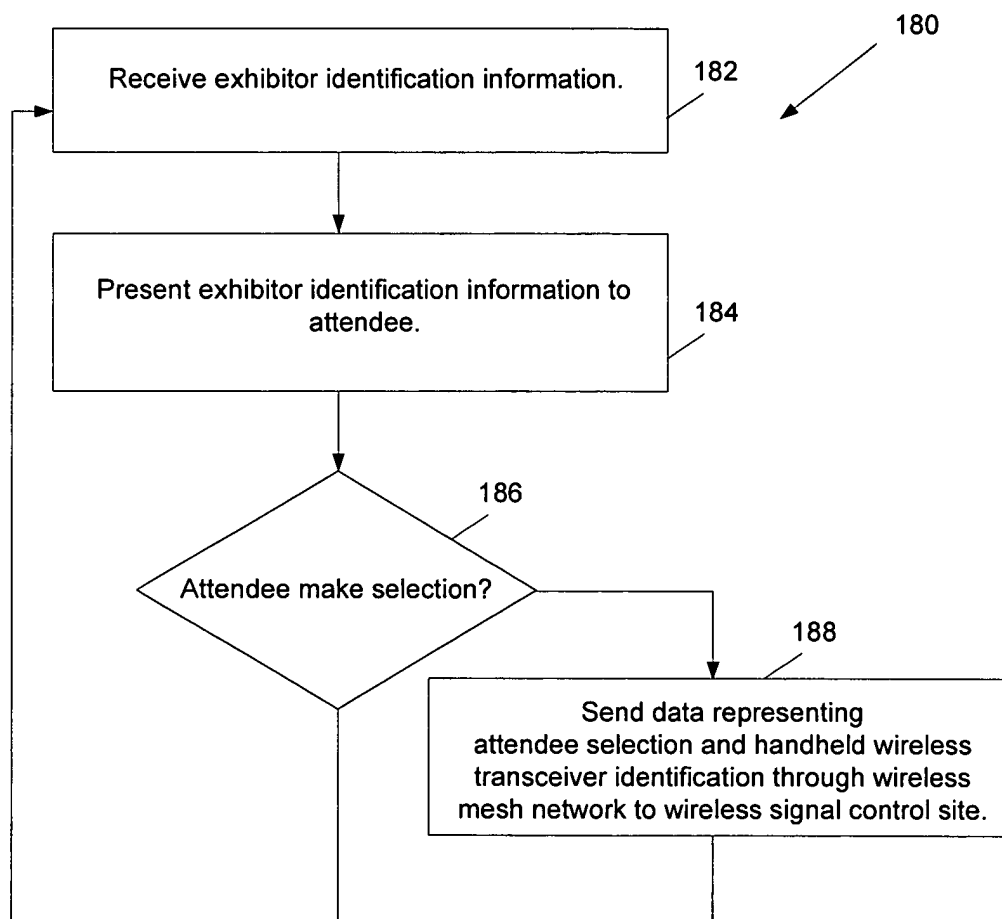 180
Receive exhibitor identification information.
182
Present exhibitor identification information to
attendee.
184
186
Attendee make selection?
188
Send data representing
attendee selection and handheld wireless
transceiver identification through wireless
mesh network to wireless signal control site.